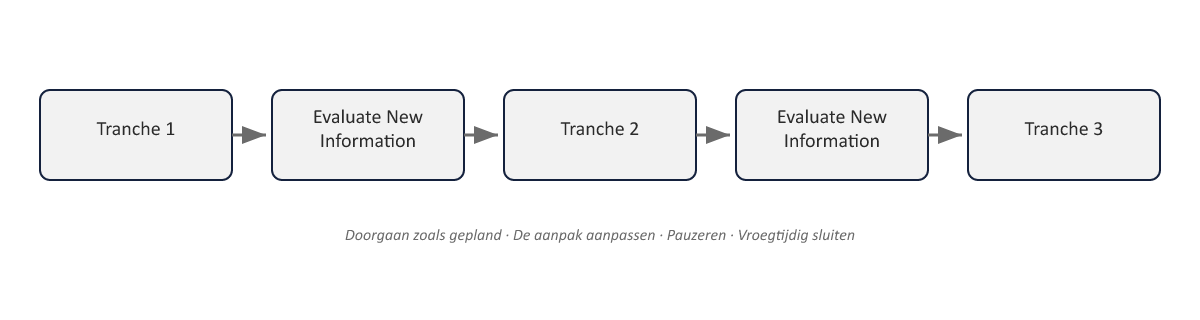 Tranche 1
Evaluate New
Information
Tranche 2
Evaluate New
Information
Tranche 3
Doorgaan zoals gepland · De aanpak aanpassen · Pauzeren · Vroegtijdig sluiten